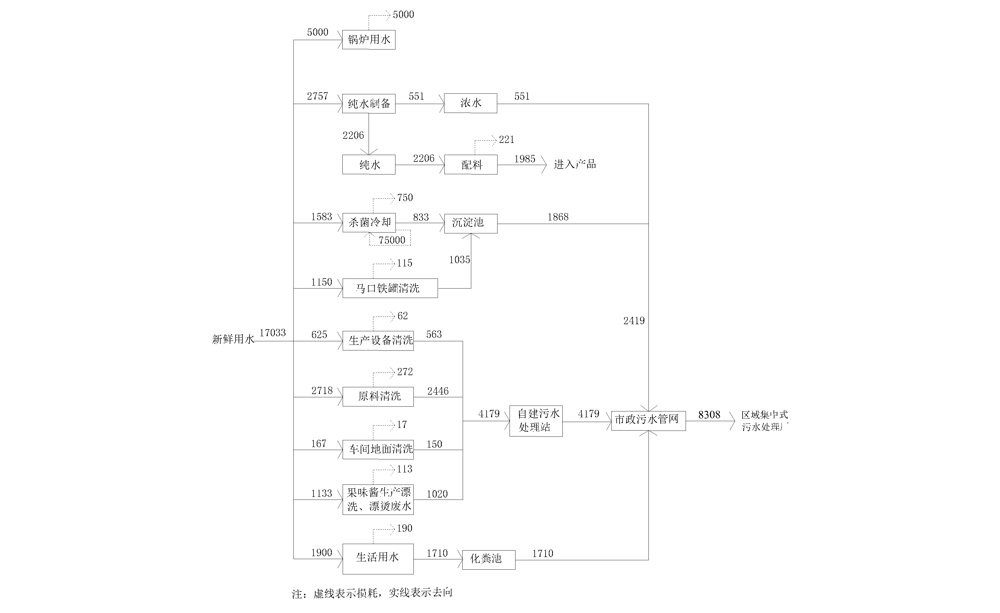 5000
5000
锅炉用水
2757
纯水制备
551
浓水
551
2206
221
纯水
2206
配料
1985
进入产品
750
1583
杀菌冷却
833
沉淀池
1868
75000
1035
115
1150
马口铁罐清洗
62
2419
新鲜用水
17033
625
生产设备清洗
563
272
2718
原料清洗
2446
4179
自建污水
处理站
4179
市政污水管网
8308
区域集中式
污水处理厂
17
167
车间地面清洗
150
113
1133
果味酱生产漂
洗、漂烫废水
1020
190
1900
生活用水
1710
化粪池
1710
注：虚线表示损耗，实线表示去向